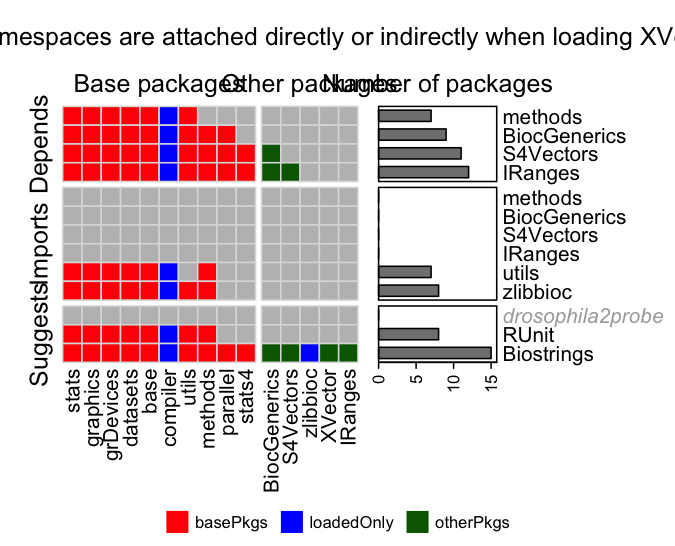 mespaces are attached directly or indirectly when loading XV
Base packages
Other packages
Number of packages
Depends
methods
BiocGenerics
S4Vectors
IRanges
Imports
methods
BiocGenerics
S4Vectors
IRanges
utils
zlibbioc
Suggests
drosophila2probe
RUnit
Biostrings
stats
graphics
grDevices
datasets
base
compiler
utils
methods
parallel
stats4
BiocGenerics
S4Vectors
zlibbioc
XVector
IRanges
0
5
10
15
basePkgs
loadedOnly
otherPkgs